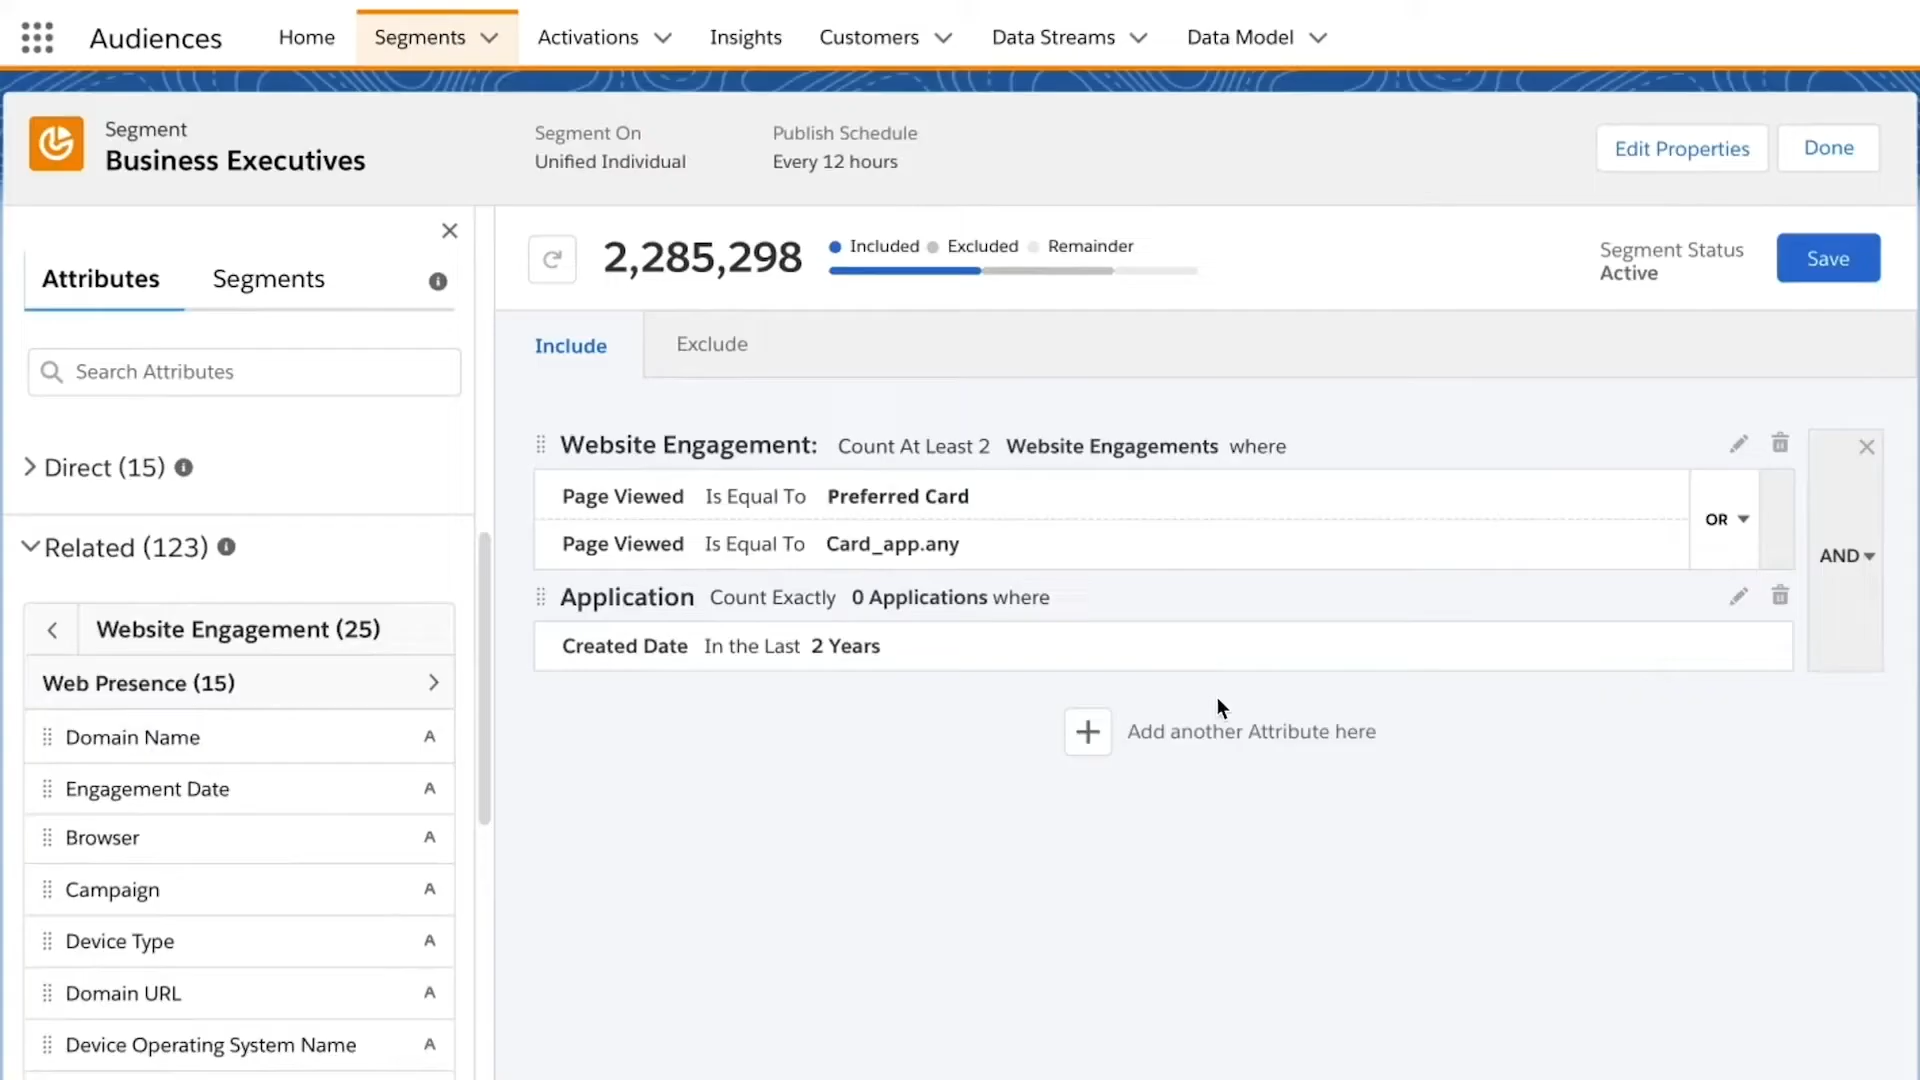 Audiences Home Segments Activations Insights Customers Data Streams Data Model
Segment
Business Executives
Segment On
Unified Individual
Publish Schedule
Every 12 hours
Edit Properties Done
Attributes Segments
Search Attributes
Direct (15)
Related (123)
Website Engagement (25)
Web Presence (15)
Domain Name A
Engagement Date A
Browser A
Campaign A
Device Type A
Domain URL A
Device Operating System Name A
2,285,298 Included Excluded Remainder
Segment Status
Active
Save
Include Exclude
Website Engagement: Count At Least 2 Website Engagements where
Page Viewed Is Equal To Preferred Card
Page Viewed Is Equal To Card_app.any
OR
AND
Application Count Exactly 0 Applications where
Created Date In the Last 2 Years
Add another Attribute here